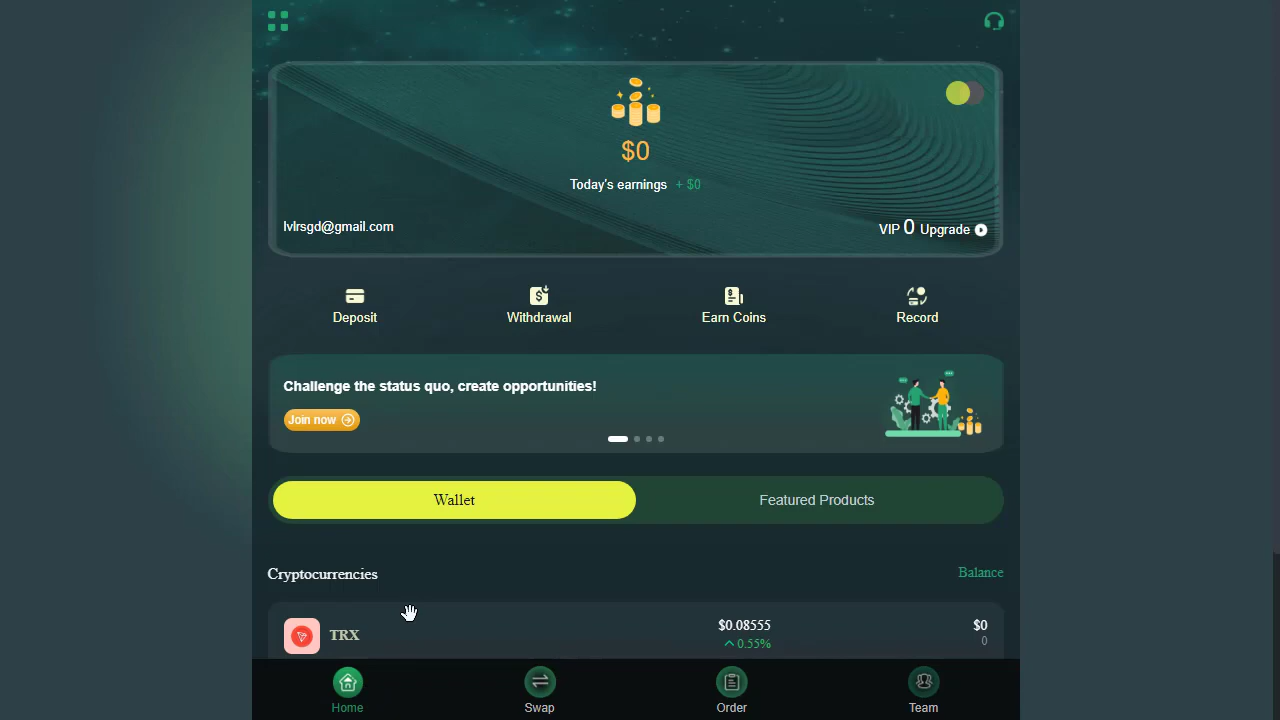 $0
Today's earnings + $0
lvlrsgd@gmail.com
VIP 0 Upgrade
Deposit
Withdrawal
Earn Coins
Record
Challenge the status quo, create opportunities!
Join now
Wallet
Featured Products
Cryptocurrencies
Balance
TRX
$0.08555
0.55%
$0
0
Home
Swap
Order
Team